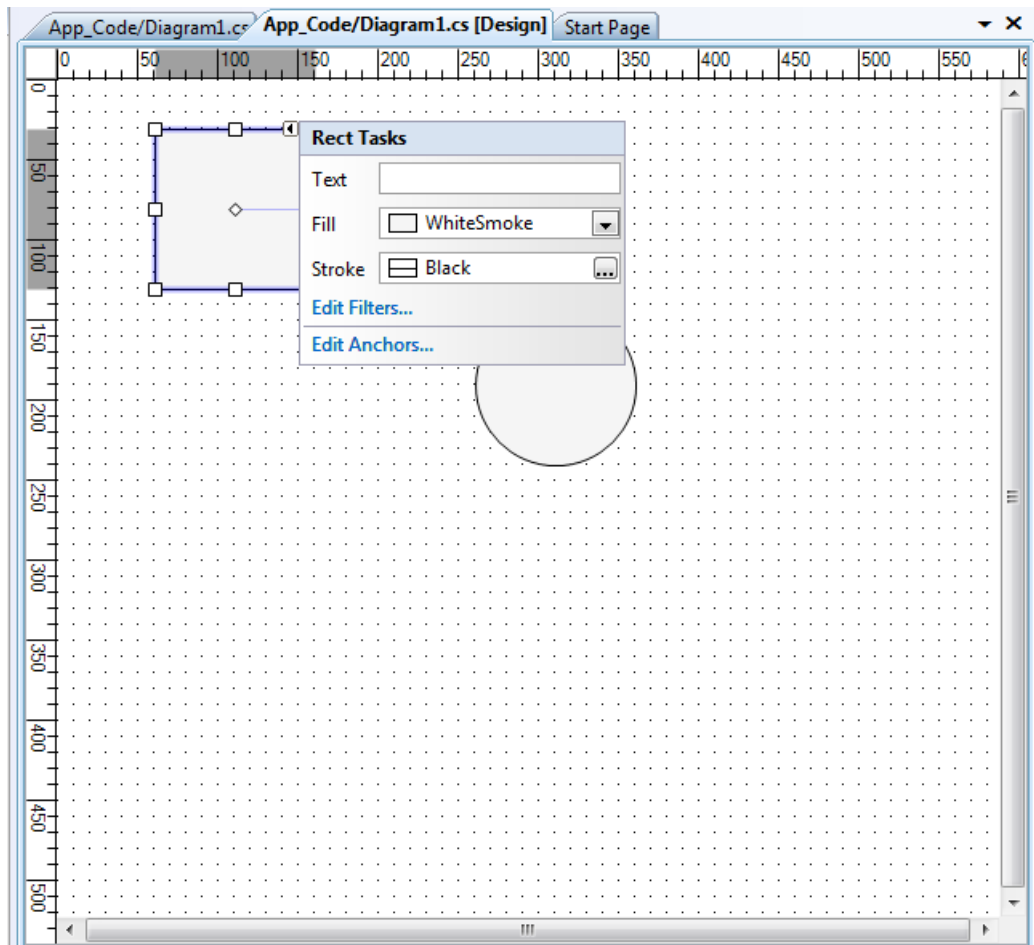 App_Code/Diagram1.cs App_Code/Diagram1.cs [Design] Start Page
0 50 100 150 200 250 300 350 400 450 500 550
0
50
100
150
200
250
300
350
400
450
500
Rect Tasks
Text
Fill WhiteSmoke
Stroke Black
Edit Filters...
Edit Anchors...